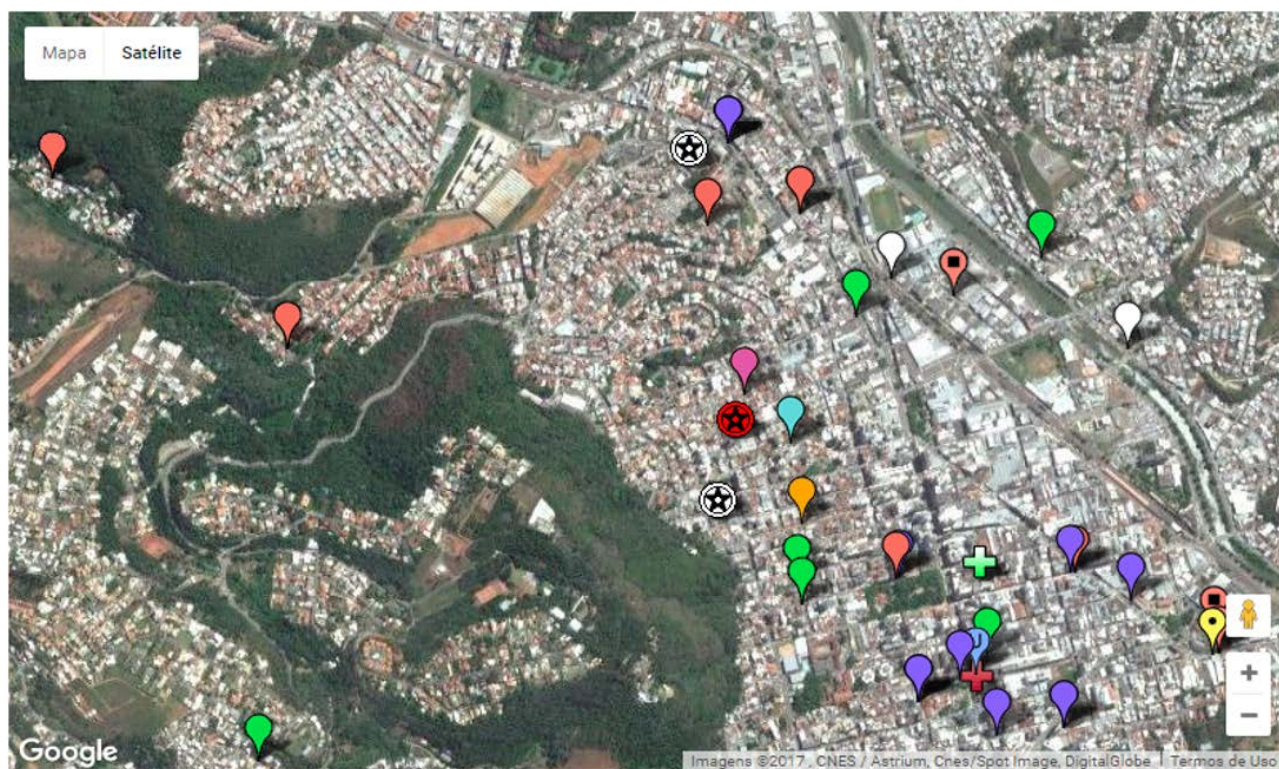 Mapa Satélite
Google
Imagens ©2017 , CNES / Astrium, Cnes/Spot Image, DigitalGlobe Termos de Uso